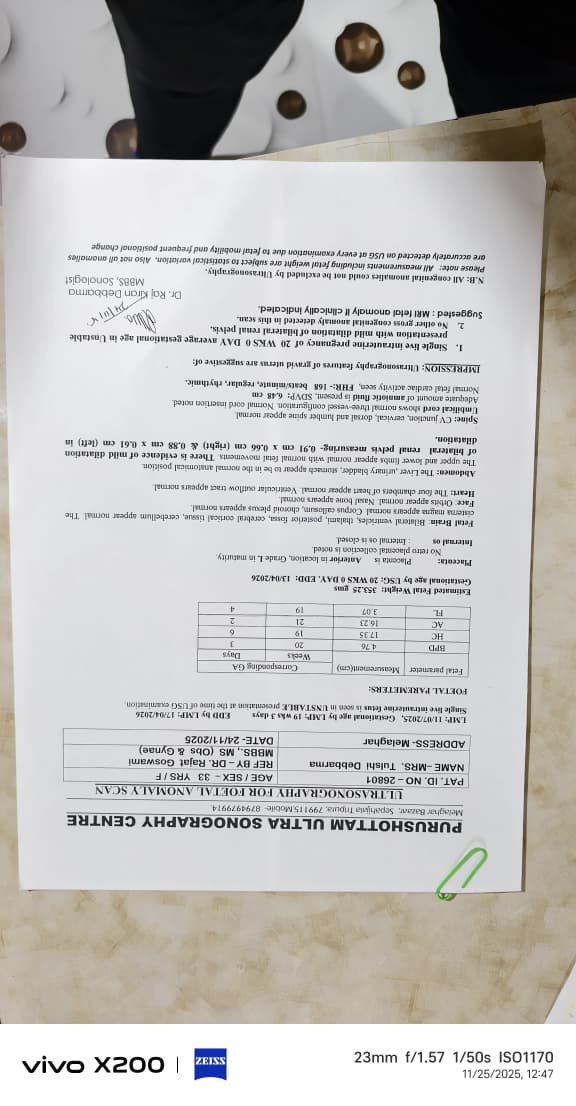 PURUSHOTTAM ULTRA SONOGRAPHY CENTRE
Melaghar Bazaar, Sepahijata Tripura, 799115.Mobile- 8794979914
ULTRASONOGRAPHY FOR FOETAL ANOMALY SCAN
PAT. ID. NO – 26801 AGE / SEX – 33 YRS / F
NAME –MRS. Tulshi Debbarma REF BY – DR. Rajat Goswami
MBBS,, MS (Obs & Gynae)
ADDRESS- Melaghar DATE- 24/11/2025
LMP: 11/07/2025, Gestational age by LMP: 19 wks 3 days EDD by LMP: 17/04/2026
Single live intrauterine fetus is seen in UNSTABLE presentation at the time of USG examination.
FOETAL PAREMETERS:
Fetal parameter Measurement(cm) Corresponding GA
Weeks Days
BPD 4.76 20 3
HC 17.35 19 6
AC 16.23 21 2
FL 3.07 19 4
Estimated Fetal Weight: 353.25 gms
Gestational age by USG: 20 WKS 0 DAY. EDD: 13/04/2026
Placenta: Placenta is Anterior in location, Grade I, in maturity.
No retro placental collection is noted.
Internal os : Internal os is closed.
Fetal Brain: Bilateral ventricles, thalami, posterior fossa, cerebral cortical tissue, cerebellum appear normal. The
cisterna magna appears normal. Corpus callosum, choroid plexus appears normal.
Face: Orbits appear normal. Nasal bone appears normal.
Heart: The four chambers of heart appear normal. Ventricular outflow tract appears normal.
Abdomen: The Liver ,urinary bladder, stomach appear to be in the normal anatomical position.
The upper and lower limbs appear normal with normal fetal movements. There is evidence of mild dilatation
of bilateral renal pelvis measuring- 0.91 cm x 0.66 cm (right) & 0.88 cm x 0.61 cm (left) in
dilatation.
Spine: CV junction, cervical, dorsal and lumber spine appear normal.
Umbilical cord shows normal three-vessel configuration. Normal cord insertion noted.
Adequate amount of amniotic fluid is present, SDVP: 6.48 cm
Normal fetal cardiac activity seen, FHR:- 168 beats/minute, regular, rhythmic.
IMPRESSION: Ultrasonography features of gravid uterus are suggestive of:
1. Single live intrauterine pregnancy of 20 WKS 0 DAY average gestational age in Unstable
presentation with mild dilatation of bilateral renal pelvis.
2. No other gross congenital anomaly detected in this scan.
Suggested : MRI fetal anomaly if clinically indicated.
Dr. Raj Kiran Debbarma
MBBS, Sonologist
N.B: All congenital anomalies could not be excluded by Ultrasonography.
Please note: All measurements including fetal weight are subjects to statistical variation. Also not all anomalies
are accurately detected on USG at every examination due to fetal mobility and frequent positional change
vivo X200 | ZEISS
23mm f/1.57 1/50s ISO1170
11/25/2025, 12:47